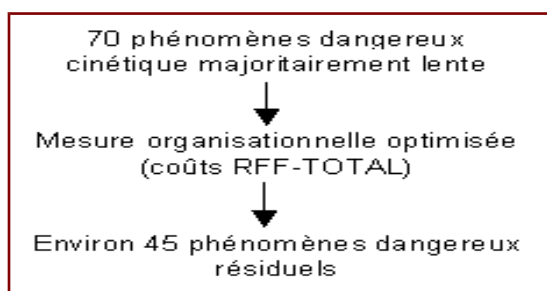 70 phénomènes dangereux
cinétique majoritairement lente
Mesure organisationnelle optimisée
(coûts RFF-TOTAL)
Environ 45 phénomènes dangereux
résiduels